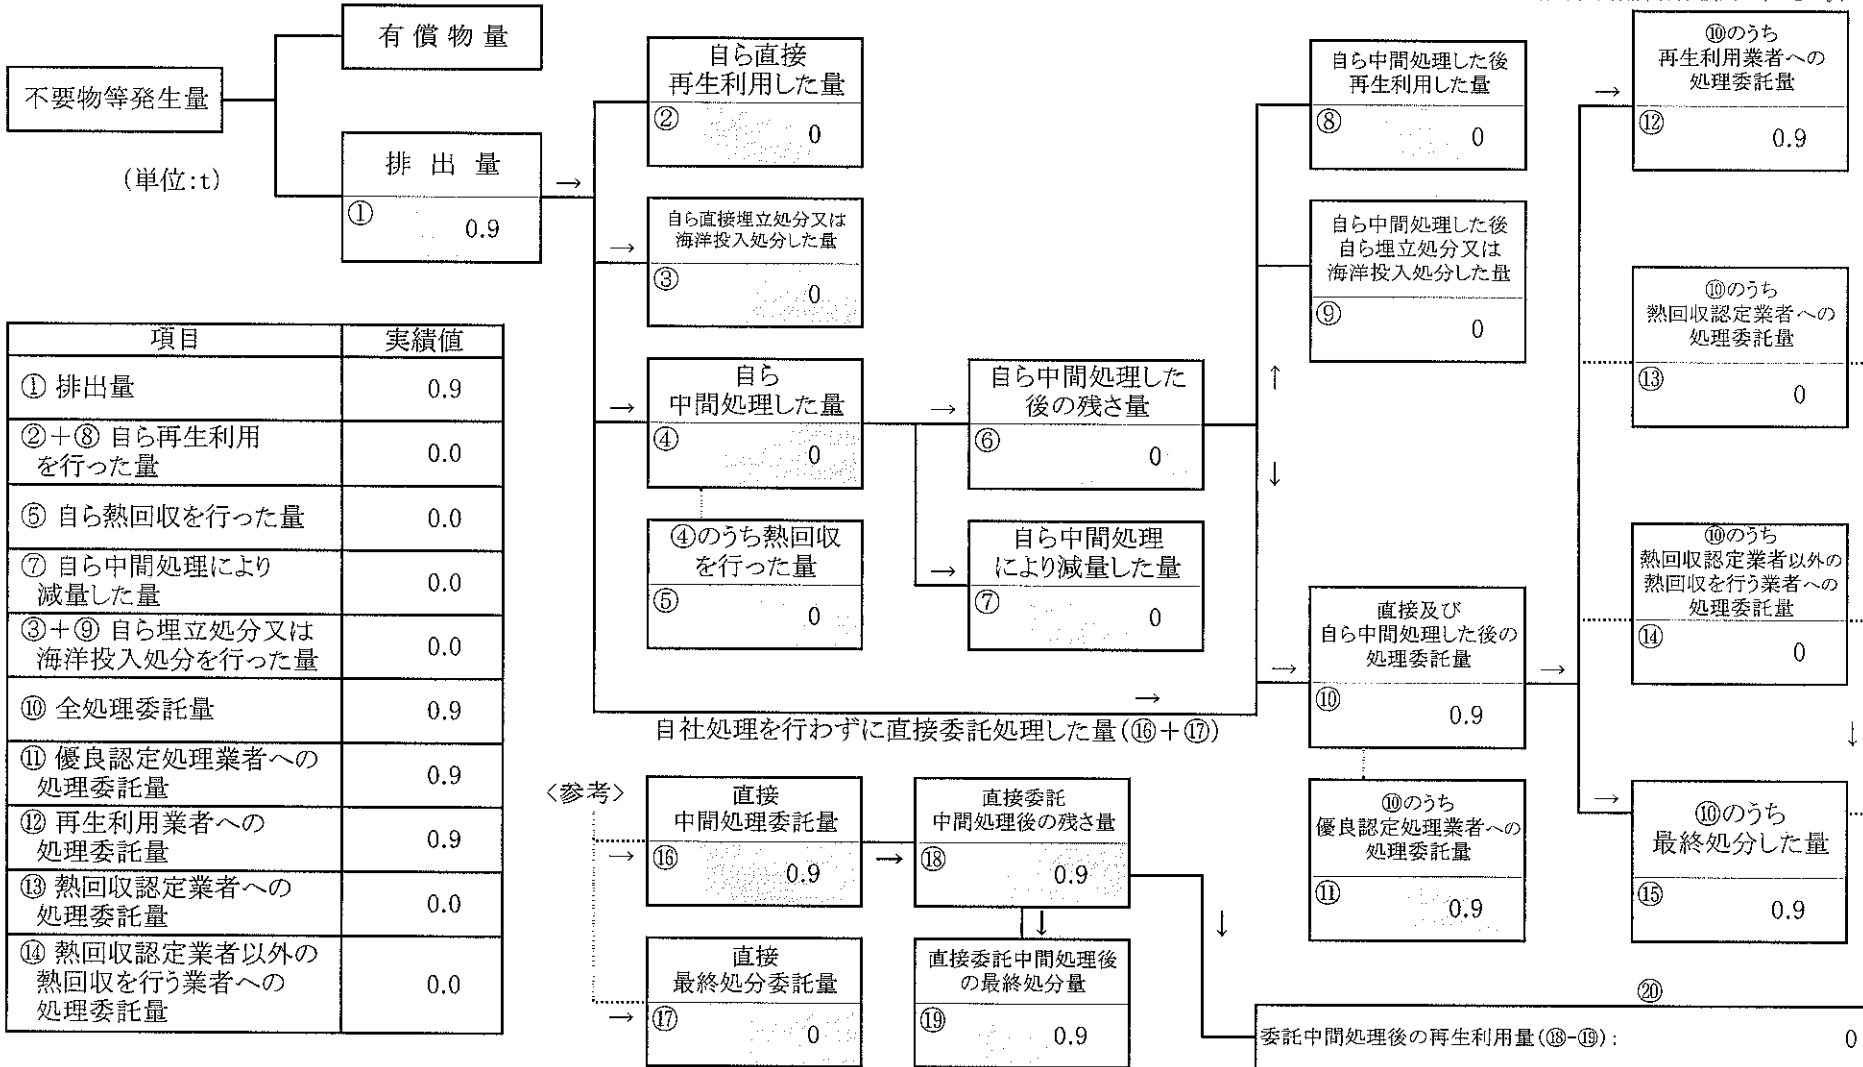 不要物等発生量
有償物量
(単位:t)
排出量
① 0.9
自ら直接
再生利用した量
② 0
自ら直接埋立処分又は
海洋投入処分した量
③ 0
自ら
中間処理した量
④ 0
④のうち熱回収
を行った量
⑤ 0
自ら中間処理した
後の残さ量
⑥ 0
自ら中間処理
により減量した量
⑦ 0
自ら中間処理した後
再生利用した量
⑧ 0
自ら中間処理した後
自ら埋立処分又は
海洋投入処分した量
⑨ 0
直接及び
自ら中間処理した後の
処理委託量
⑩ 0.9
⑩のうち
優良認定処理業者への
処理委託量
⑪ 0.9
⑩のうち
再生利用業者への
処理委託量
⑫ 0.9
⑩のうち
熱回収認定業者への
処理委託量
⑬ 0
⑩のうち
熱回収認定業者以外の
熱回収を行う業者への
処理委託量
⑭ 0
⑩のうち
最終処分した量
⑮ 0.9
自社処理を行わずに直接委託処理した量(⑯+⑰)
<参考>
直接
中間処理委託量
⑯ 0.9
直接
最終処分委託量
⑰ 0
直接委託
中間処理後の残さ量
⑱ 0.9
直接委託中間処理後
の最終処分量
⑲ 0.9
⑳
委託中間処理後の再生利用量(⑱-⑲): 0
項目 実績値
① 排出量 0.9
②+⑧ 自ら再生利用
を行った量 0.0
⑤ 自ら熱回収を行った量 0.0
⑦ 自ら中間処理により
減量した量 0.0
③+⑨ 自ら埋立処分又は
海洋投入処分を行った量 0.0
⑩ 全処理委託量 0.9
⑪ 優良認定処理業者への
処理委託量 0.9
⑫ 再生利用業者への
処理委託量 0.9
⑬ 熱回収認定業者への
処理委託量 0.0
⑭ 熱回収認定業者以外の
熱回収を行う業者への
処理委託量 0.0